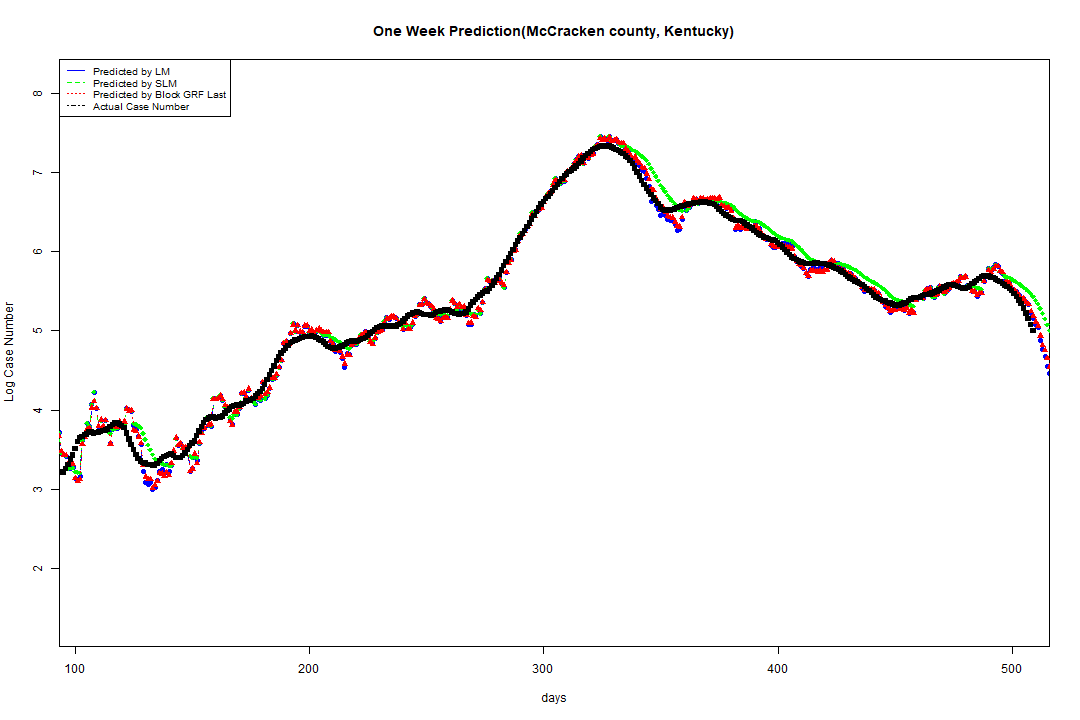 One Week Prediction(McCracken county, Kentucky)
Predicted by LM
Predicted by SLM
Predicted by Block GRF Last
Actual Case Number
8
7
6
5
4
3
2
Log Case Number
100 200 300 400 500
days